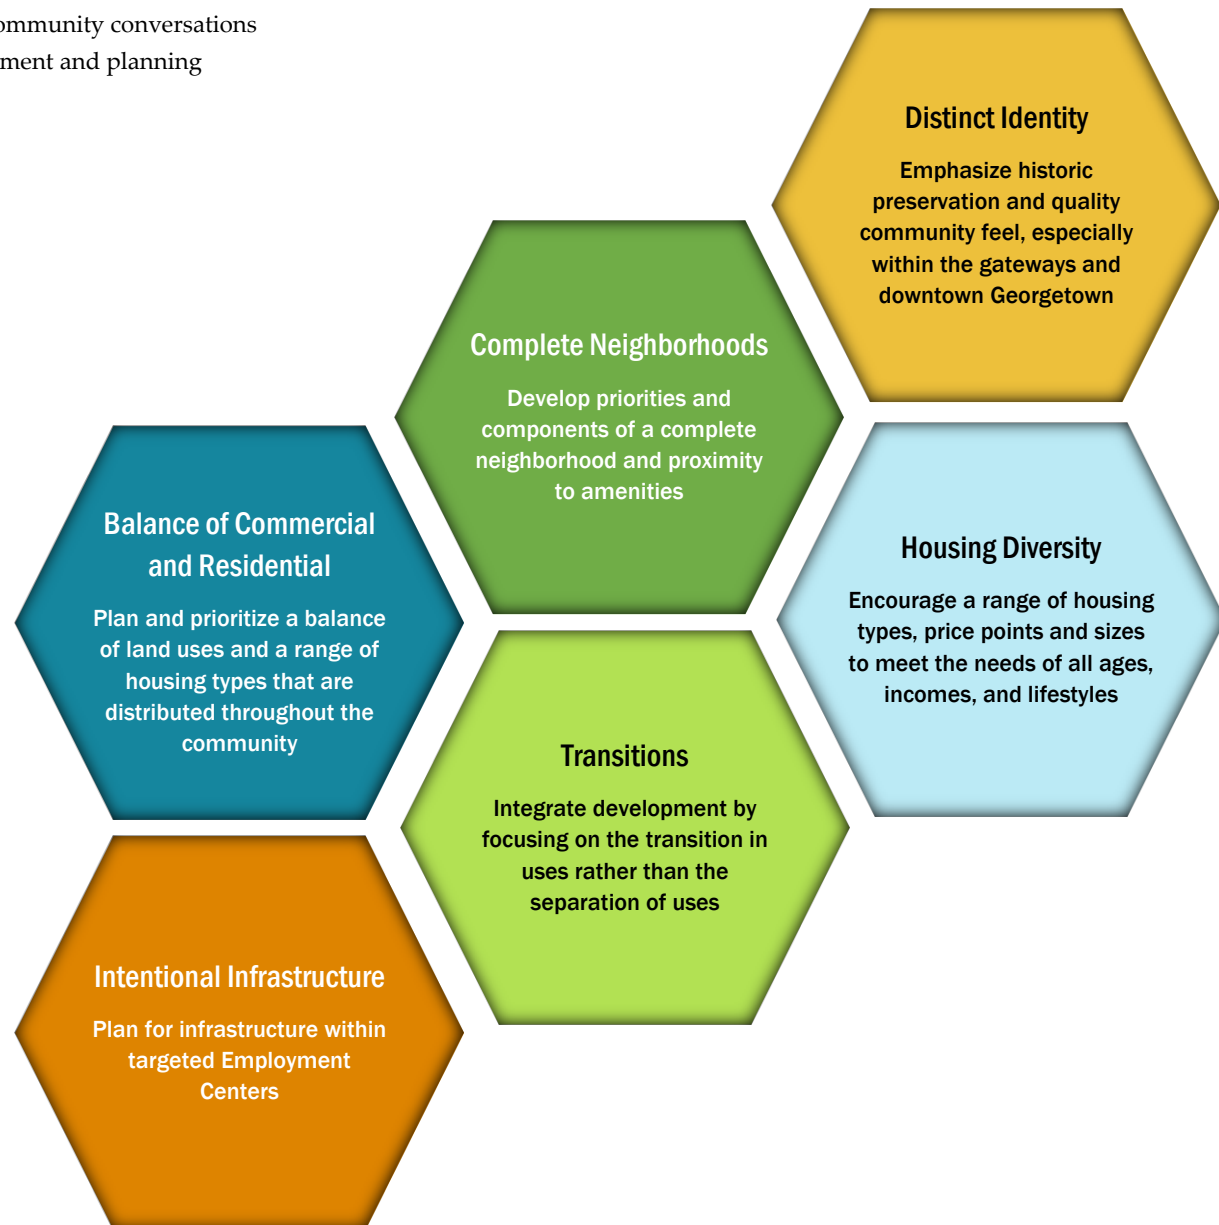 conversations
and planning
Distinct Identity
Emphasize historic
preservation and quality
community feel, especially
within the gateways and
downtown Georgetown
Complete Neighborhoods
Develop priorities and
components of a complete
neighborhood and proximity
to amenities
Balance of Commercial
and Residential
Plan and prioritize a balance
of land uses and a range of
housing types that are
distributed throughout the
community
Housing Diversity
Encourage a range of housing
types, price points and sizes
to meet the needs of all ages,
incomes, and lifestyles
Transitions
Integrate development by
focusing on the transition in
uses rather than the
separation of uses
Intentional Infrastructure
Plan for infrastructure within
targeted Employment
Centers